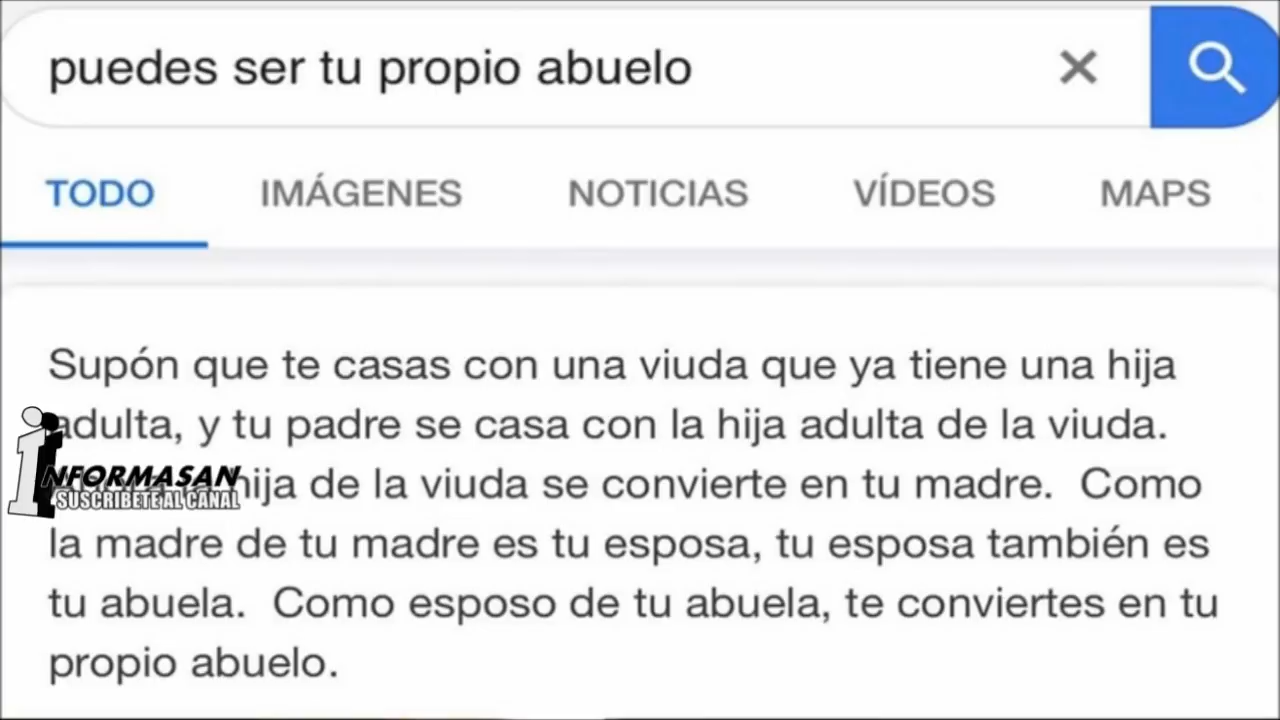 puedes ser tu propio abuelo
TODO IMÁGENES NOTICIAS VÍDEOS MAPS
Supón que te casas con una viuda que ya tiene una hija
adulta, y tu padre se casa con la hija adulta de la viuda.
hija de la viuda se convierte en tu madre. Como
la madre de tu madre es tu esposa, tu esposa también es
tu abuela. Como esposo de tu abuela, te conviertes en tu
propio abuelo.
iNFORMASAN
SUSCRIBETE AL CANAL